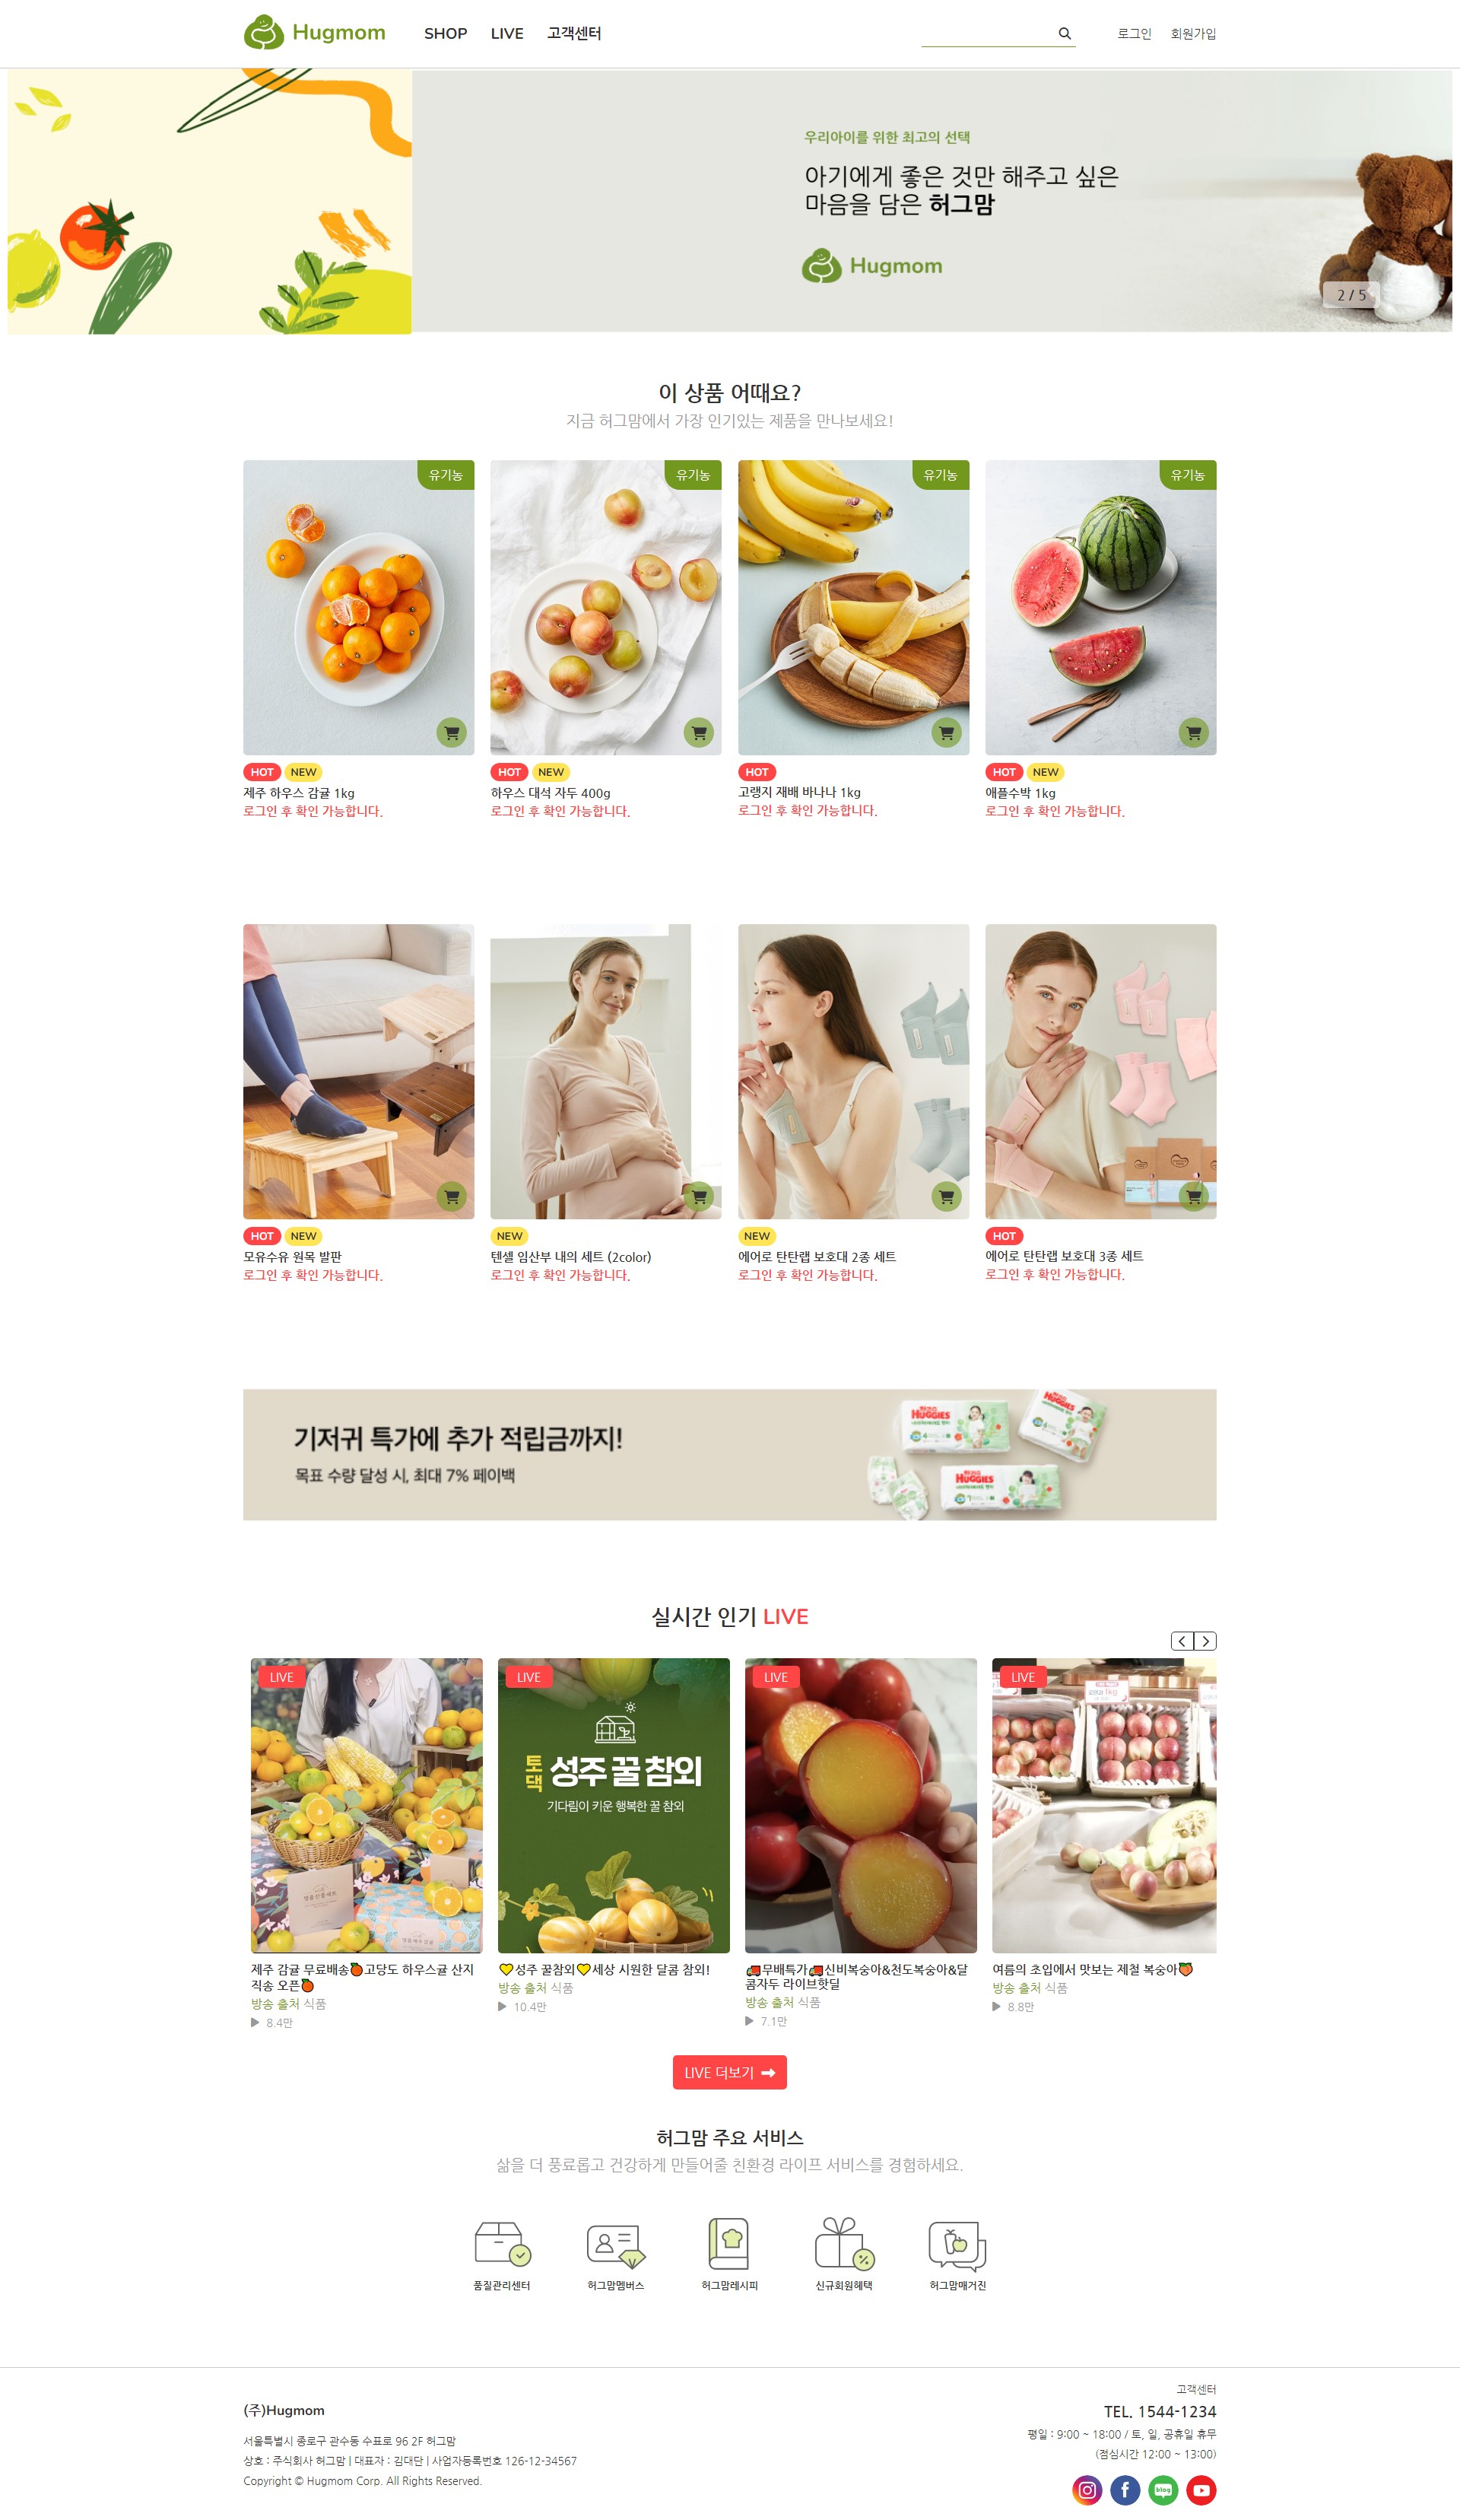 Hugmom
SHOP
LIVE
고객센터
로그인
회원가입
우리아이를 위한 최고의 선택
아기에게 좋은 것만 해주고 싶은
마음을 담은 허그맘
Hugmom
2 / 5
이 상품 어때요?
지금 허그맘에서 가장 인기있는 제품을 만나보세요!
유기농
유기농
유기농
유기농
HOT NEW
제주 하우스 감귤 1kg
로그인 후 확인 가능합니다.
HOT NEW
하우스 대석 자두 400g
로그인 후 확인 가능합니다.
HOT
고랭지 재배 바나나 1kg
로그인 후 확인 가능합니다.
HOT NEW
애플수박 1kg
로그인 후 확인 가능합니다.
HOT NEW
모유수유 원목 발판
로그인 후 확인 가능합니다.
NEW
텐셀 임산부 내의 세트 (2color)
로그인 후 확인 가능합니다.
NEW
에어로 탄탄랩 보호대 2종 세트
로그인 후 확인 가능합니다.
HOT
에어로 탄탄랩 보호대 3종 세트
로그인 후 확인 가능합니다.
기저귀 특가에 추가 적립금까지!
목표 수량 달성 시, 최대 7% 페이백
HUGGIES
HUGGIES
HUGGIES
실시간 인기 LIVE
LIVE
제주 감귤 무료배송🍊고당도 하우스귤 산지
직송 오픈🍊
방송 출처 식품
8.4만
LIVE
토댁 성주 꿀 참외
기다림이 키운 행복한 꿀 참외
💛성주 꿀참외💛세상 시원한 달콤 참외!
방송 출처 식품
10.4만
LIVE
🚚무배특가🚚신비복숭아&천도복숭아&달
콤자두 라이브핫딜
방송 출처 식품
7.1만
LIVE
1kg
여름의 초입에서 맛보는 제철 복숭아🍑
방송 출처 식품
8.8만
LIVE 더보기
허그맘 주요 서비스
삶을 더 풍료롭고 건강하게 만들어줄 친환경 라이프 서비스를 경험하세요.
품질관리센터
허그맘멤버스
허그맘레시피
신규회원혜택
허그맘매거진
(주)Hugmom
서울특별시 종로구 관수동 수표로 96 2F 허그맘
상호 : 주식회사 허그맘 | 대표자 : 김대단 | 사업자등록번호 126-12-34567
Copyright © Hugmom Corp. All Rights Reserved.
고객센터
TEL. 1544-1234
평일 : 9:00 ~ 18:00 / 토, 일, 공휴일 휴무
(점심시간 12:00 ~ 13:00)
blog